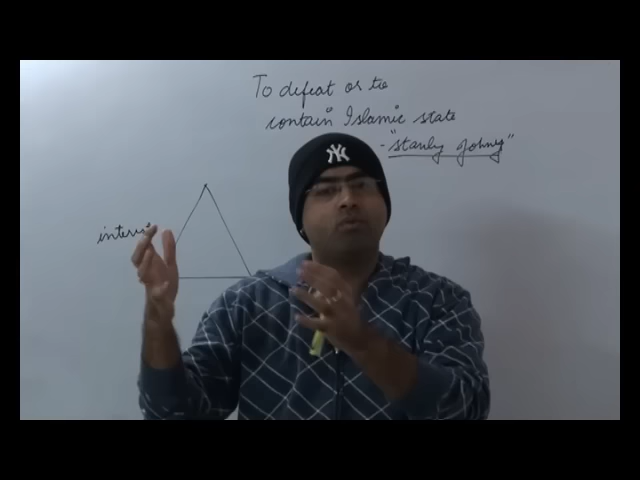 To defeat or to
contain Islamic state
- "Stanly Johny"
NY